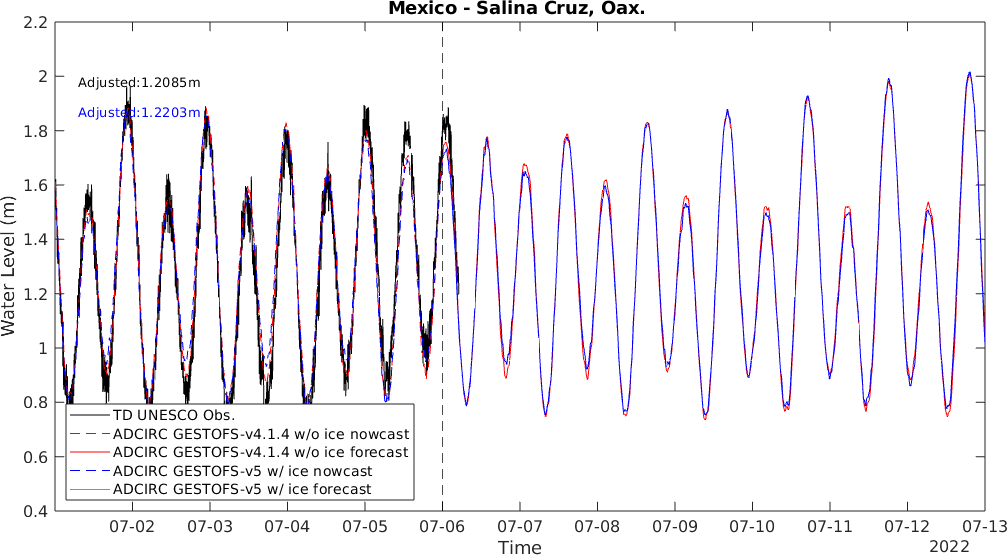 Mexico - Salina Cruz, Oax.
2.2
2
1.8
1.6
1.4
1.2
1
0.8
0.6
0.4
Water Level (m)
Adjusted:1.2085m
Adjusted:1.2203m
TD UNESCO Obs.
ADCIRC GESTOFS-v4.1.4 w/o ice nowcast
ADCIRC GESTOFS-v4.1.4 w/o ice forecast
ADCIRC GESTOFS-v5 w/ ice nowcast
ADCIRC GESTOFS-v5 w/ ice forecast
07-02 07-03 07-04 07-05 07-06 07-07 07-08 07-09 07-10 07-11 07-12 07-13
Time
2022